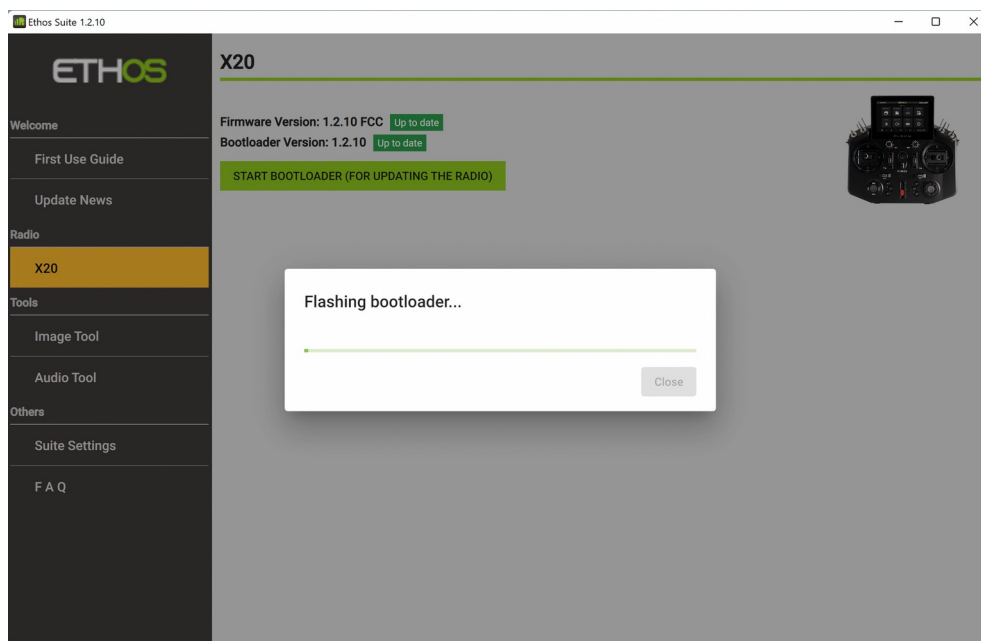 Ethos Suite 1.2.10
ETHOS
Welcome
First Use Guide
Update News
Radio
X20
Tools
Image Tool
Audio Tool
Others
Suite Settings
F A Q
X20
Firmware Version: 1.2.10 FCC Up to date
Bootloader Version: 1.2.10 Up to date
START BOOTLOADER (FOR UPDATING THE RADIO)
Flashing bootloader...
Close